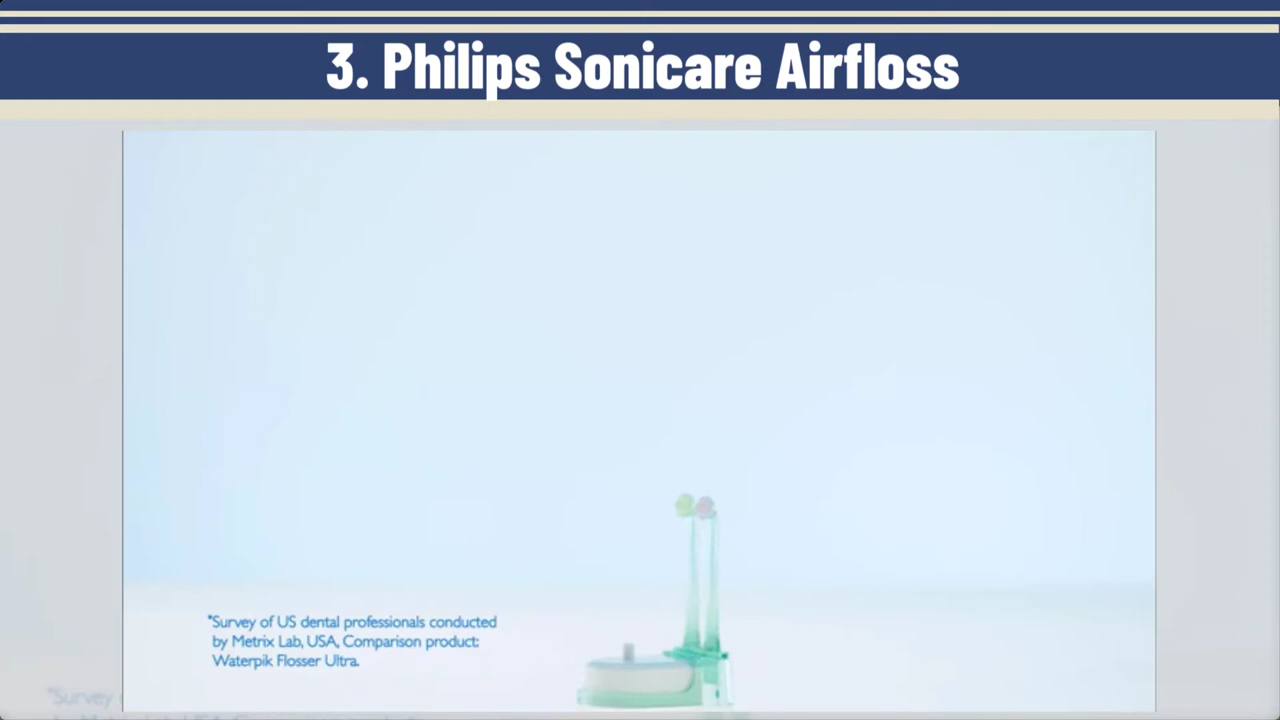 3. Philips Sonicare Airfloss
*Survey of US dental professionals conducted
by Metrix Lab, USA, Comparison product:
Waterpik Flosser Ultra.
*Survey